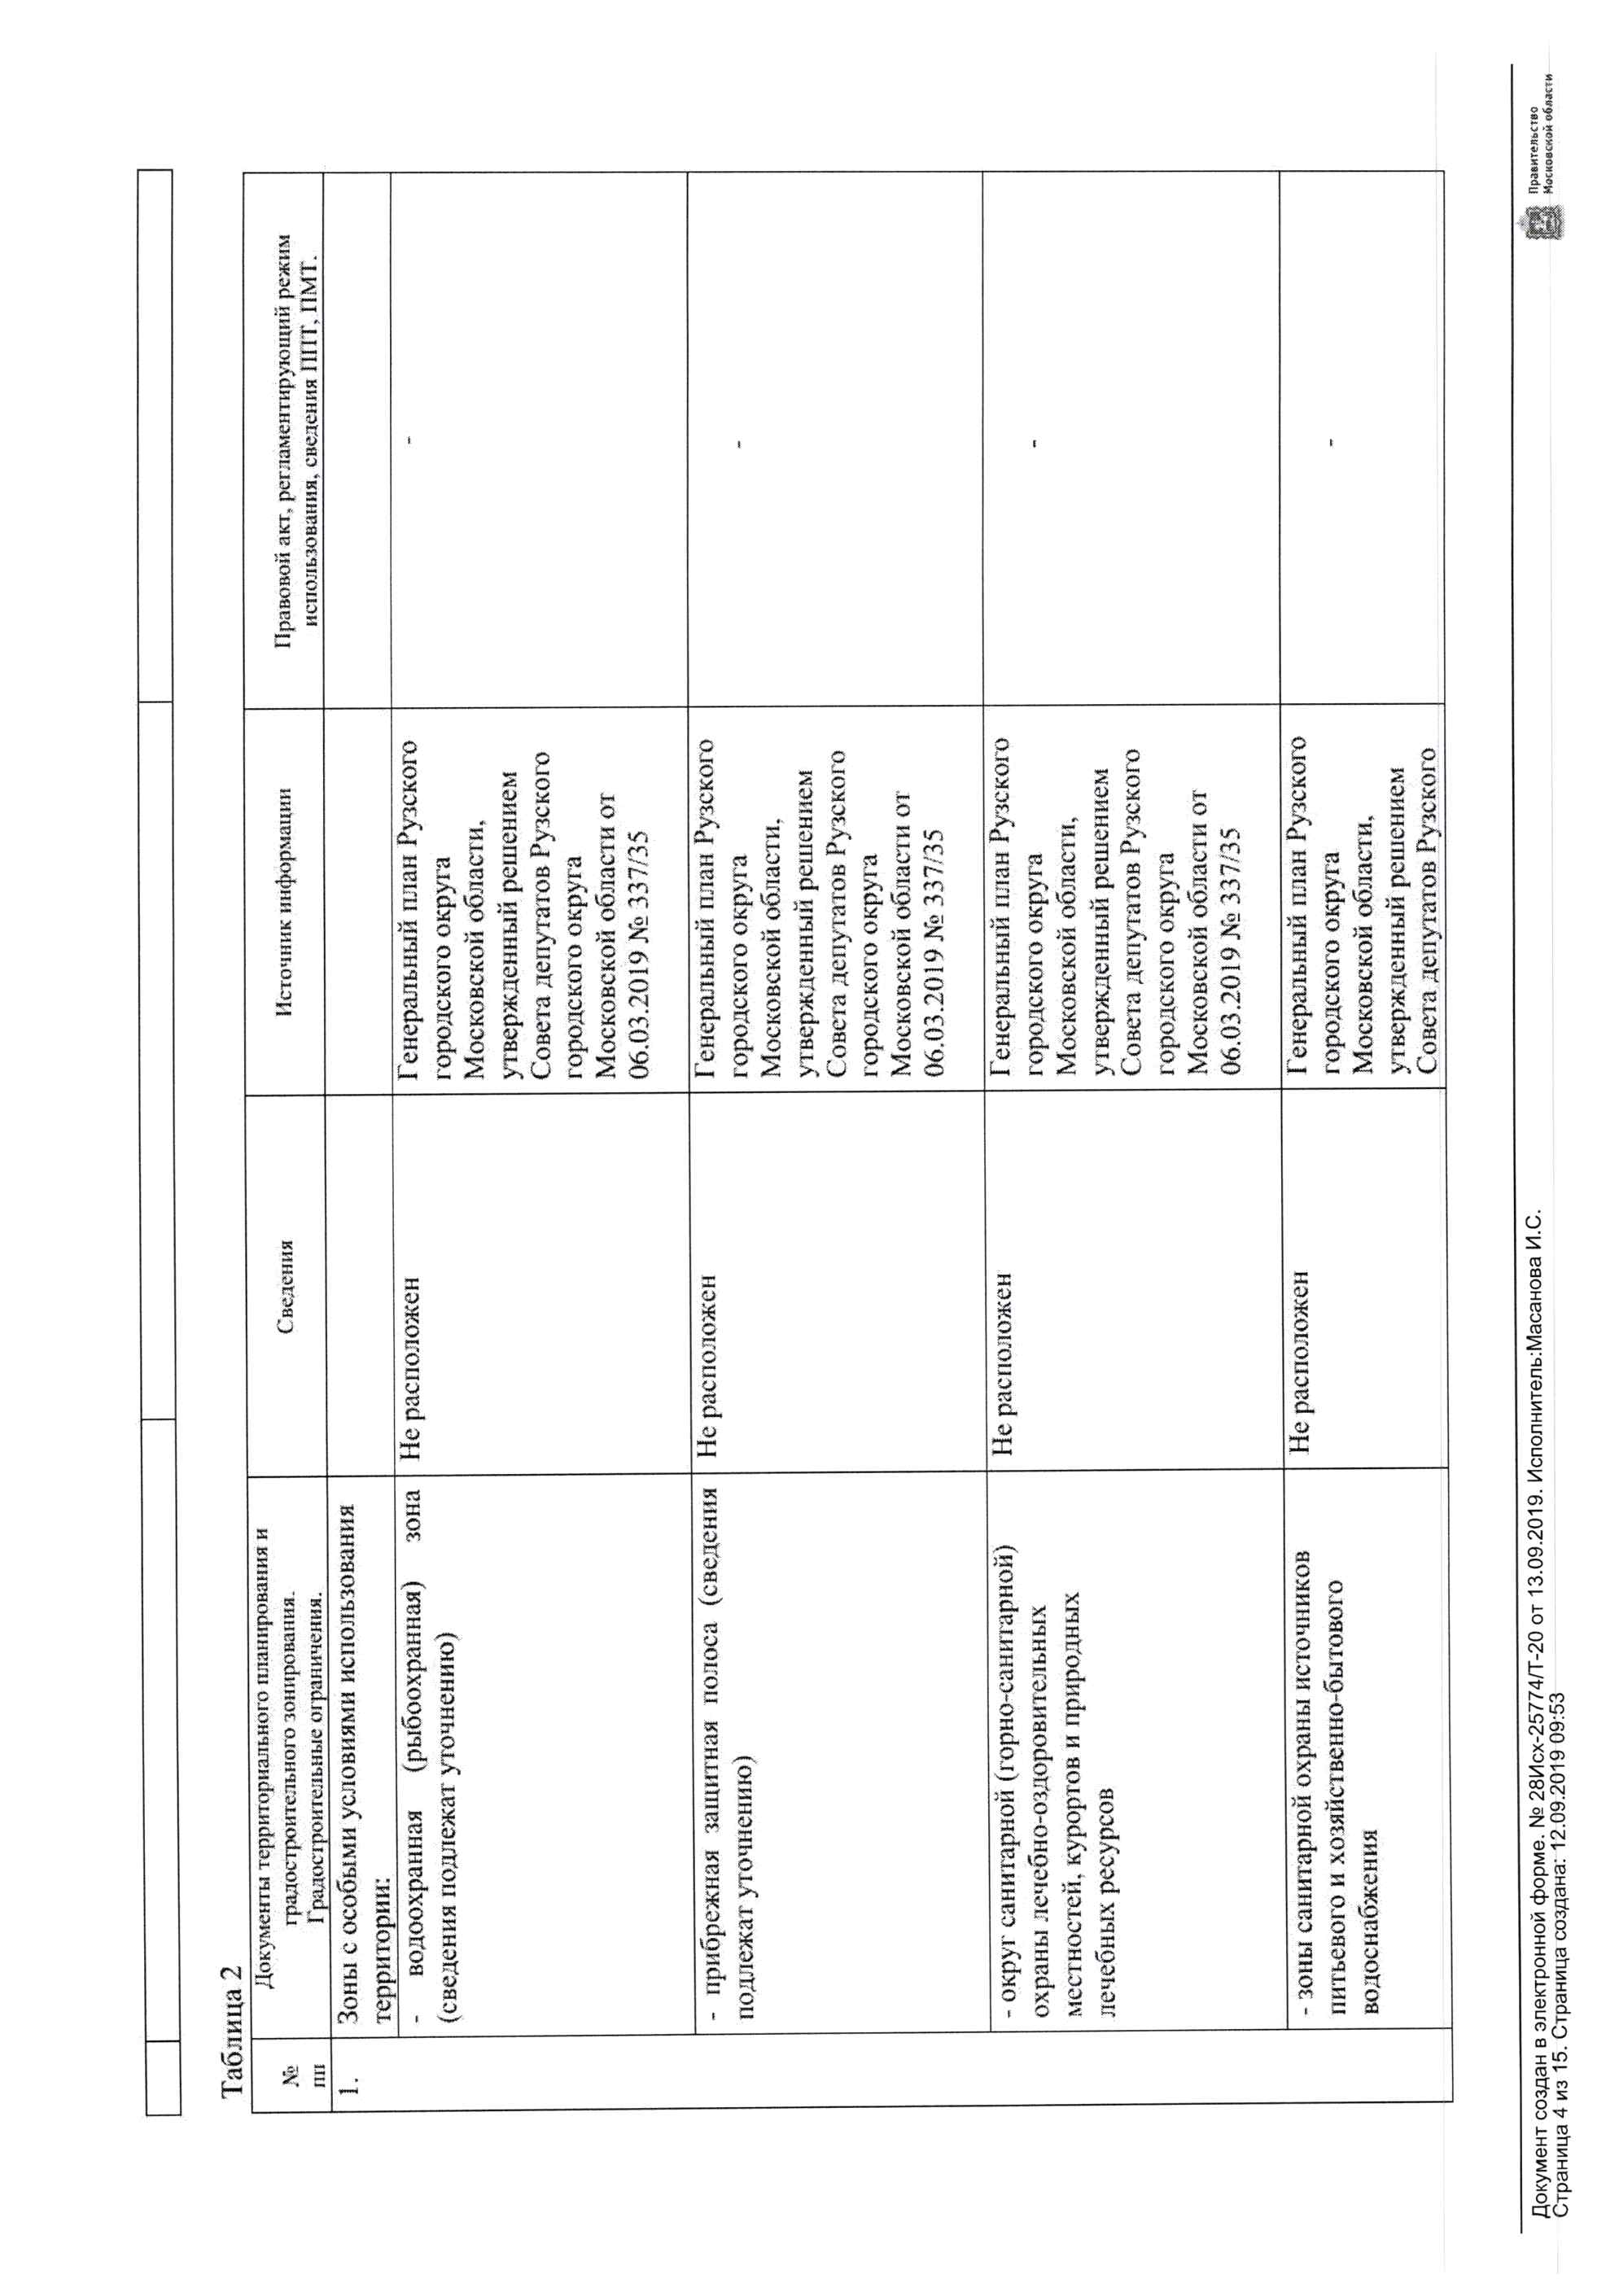 Таблица 2
№
пп
Документы территориального планирования и
градостроительного зонирования.
Градостроительные ограничения.
Сведения
Источник информации
Правовой акт, регламентирующий режим
использования, сведения ППТ, ПМТ.
1.
Зоны с особыми условиями использования
территории:
- водоохранная (рыбоохранная) зона
(сведения подлежат уточнению)
Не расположен
Генеральный план Рузского
городского округа
Московской области,
утвержденный решением
Совета депутатов Рузского
городского округа
Московской области от
06.03.2019 № 337/35
-
- прибрежная защитная полоса (сведения
подлежат уточнению)
Не расположен
Генеральный план Рузского
городского округа
Московской области,
утвержденный решением
Совета депутатов Рузского
городского округа
Московской области от
06.03.2019 № 337/35
-
- округ санитарной (горно-санитарной)
охраны лечебно-оздоровительных
местностей, курортов и природных
лечебных ресурсов
Не расположен
Генеральный план Рузского
городского округа
Московской области,
утвержденный решением
Совета депутатов Рузского
городского округа
Московской области от
06.03.2019 № 337/35
-
- зоны санитарной охраны источников
питьевого и хозяйственно-бытового
водоснабжения
Не расположен
Генеральный план Рузского
городского округа
Московской области,
утвержденный решением
Совета депутатов Рузского
-
Документ создан в электронной форме. № 28Исх-25774/Т-20 от 13.09.2019. Исполнитель:Масанова И.С.
Страница 4 из 15. Страница создана: 12.09.2019 09:53
Правительство
Московской области